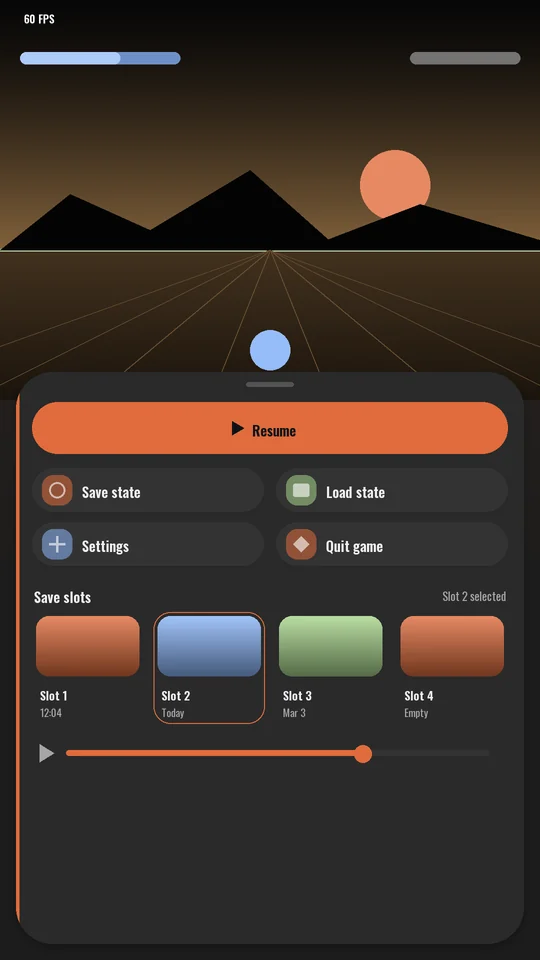 60 FPS
Resume
Save state
Load state
Settings
Quit game
Save slots
Slot 2 selected
Slot 1
12:04
Slot 2
Today
Slot 3
Mar 3
Slot 4
Empty